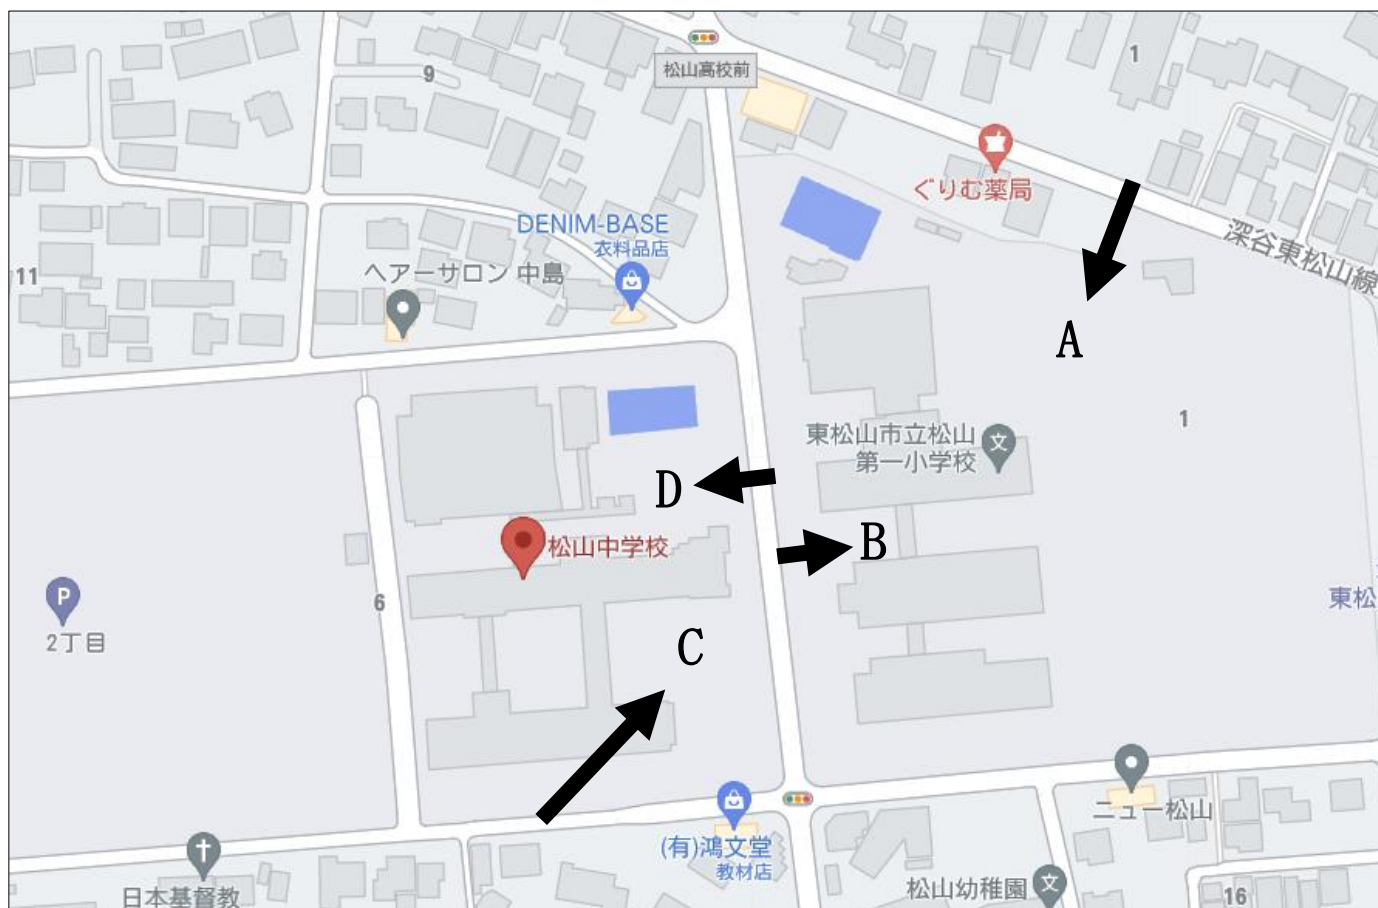 松山高校前
9
1
ぐりむ薬局
DENIM-BASE
衣料品店
深谷東松山線
11
ヘアーサロン 中島
A
1
東松山市立松山
第一小学校
D
B
松山中学校
P
2丁目
6
東松
C
ニュー松山
(有)鴻文堂
教材店
日本基督教
松山幼稚園
文
16